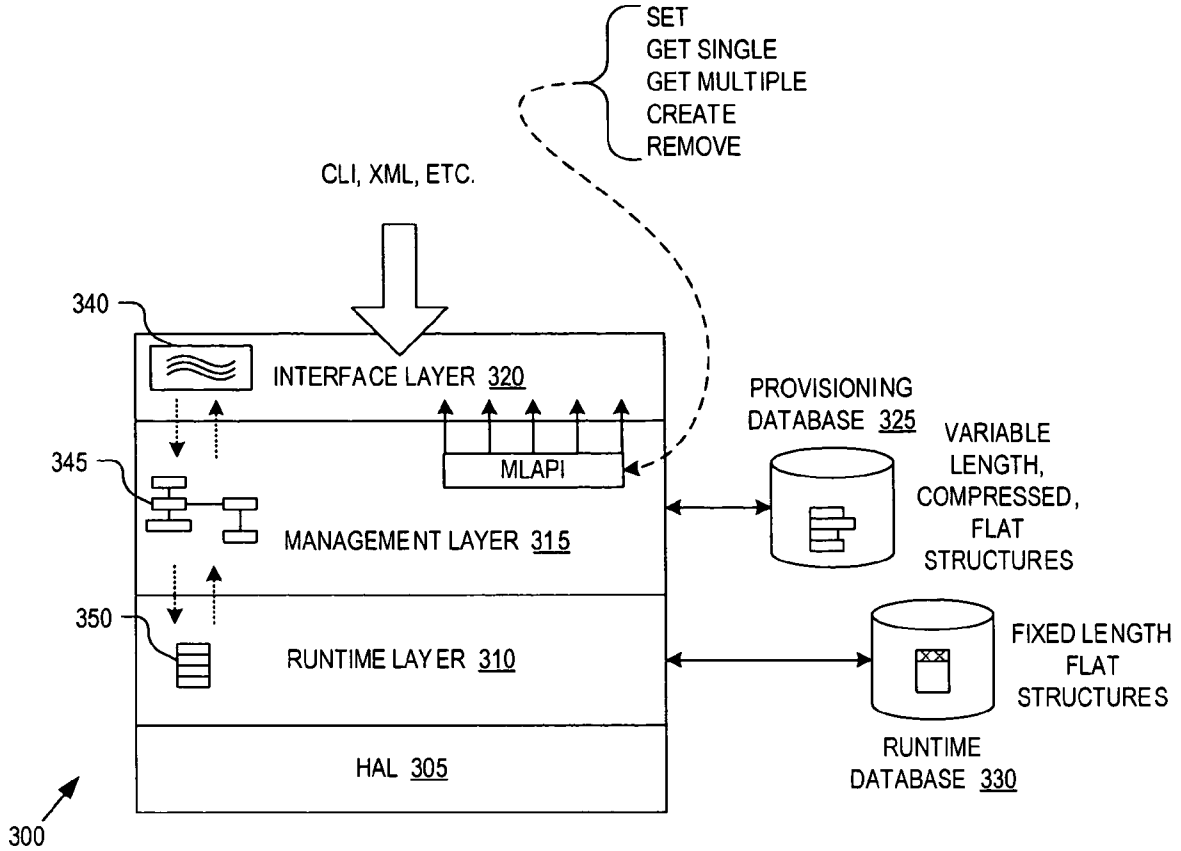 SET
GET SINGLE
GET MULTIPLE
CREATE
REMOVE
CLI, XML, ETC.
340
INTERFACE LAYER 320
PROVISIONING
DATABASE 325
VARIABLE
LENGTH,
COMPRESSED,
FLAT
STRUCTURES
345
MLAPI
MANAGEMENT LAYER 315
350
RUNTIME LAYER 310
FIXED LENGTH
FLAT
STRUCTURES
RUNTIME
DATABASE 330
HAL 305
300